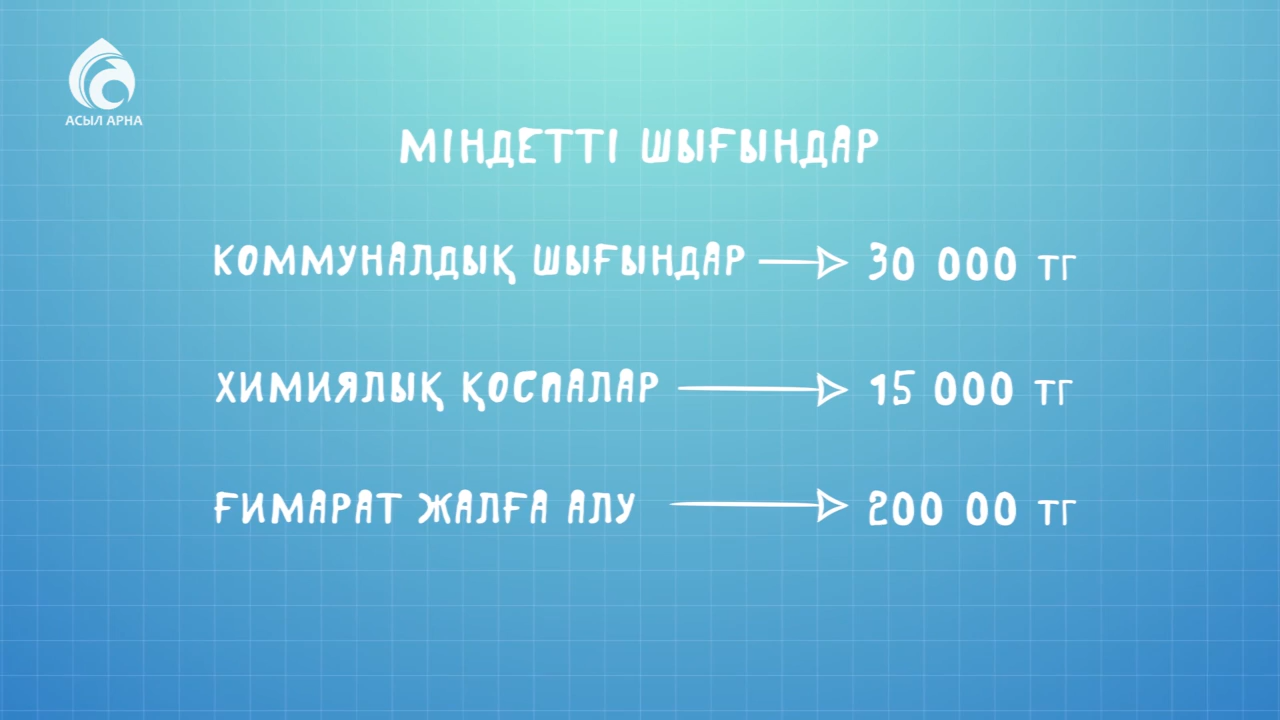 АСЫЛ АРНА
МІНДЕТТІ ШЫҒЫНДАР
КОММУНАЛДЫҚ ШЫҒЫНДАР 30 000 ТГ
ХИМИЯЛЫҚ ҚОСПАЛАР 15 000 ТГ
ҒИМАРАТ ЖАЛҒА АЛУ 200 00 ТГ